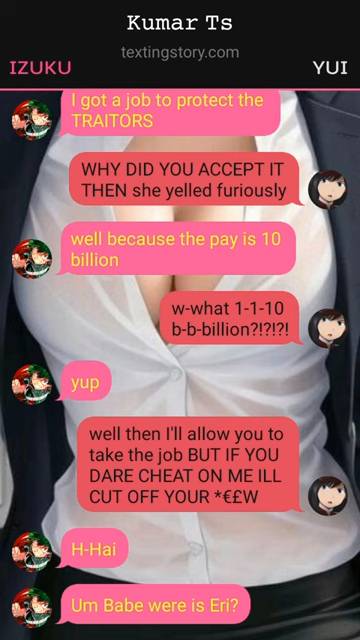 Kumar Ts
textingstory.com
IZUKU
YUI
I got a job to protect the
TRAITORS
WHY DID YOU ACCEPT IT
THEN she yelled furiously
well because the pay is 10
billion
w-what 1-1-10
b-b-billion?!?!?!
yup
well then I'll allow you to
take the job BUT IF YOU
DARE CHEAT ON ME ILL
CUT OFF YOUR *€£W
H-Hai
Um Babe were is Eri?